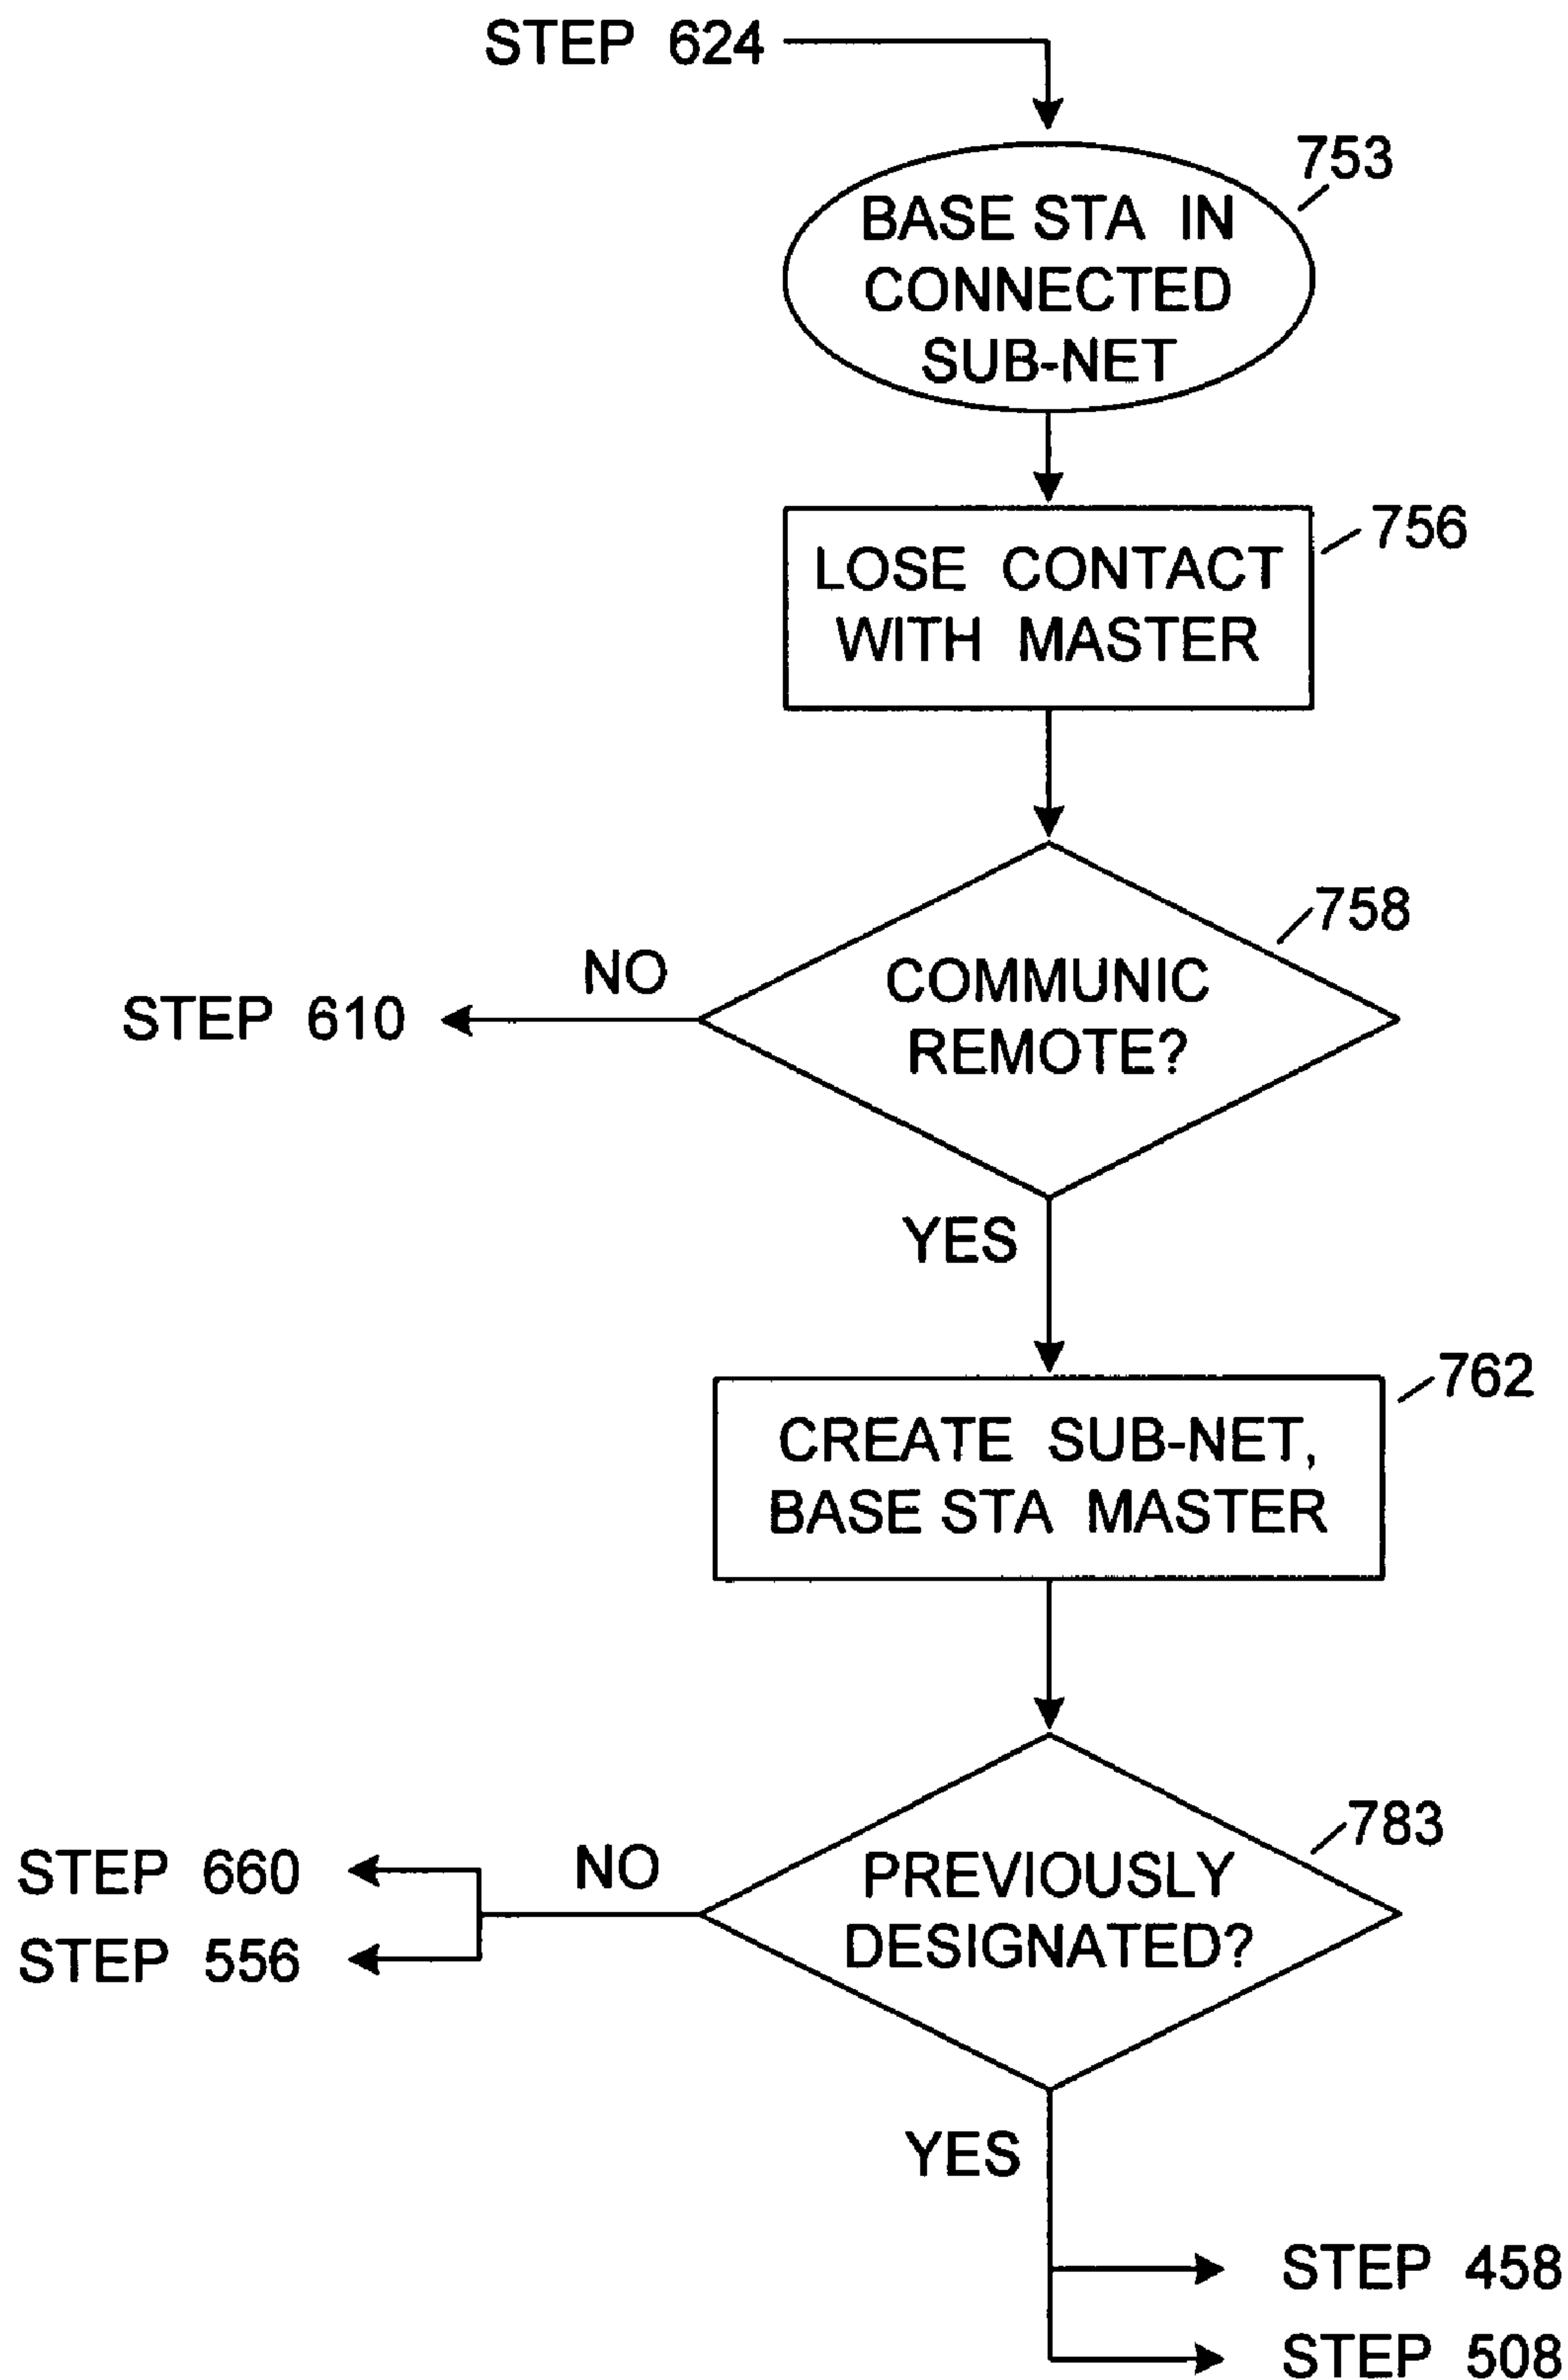 STEP 624
753
BASE STA IN
CONNECTED
SUB-NET
756
LOSE CONTACT
WITH MASTER
758
NO
COMMUNIC
REMOTE?
STEP 610
YES
762
CREATE SUB-NET,
BASE STA MASTER
783
NO
PREVIOUSLY
DESIGNATED?
STEP 660
STEP 556
YES
STEP 458
STEP 508